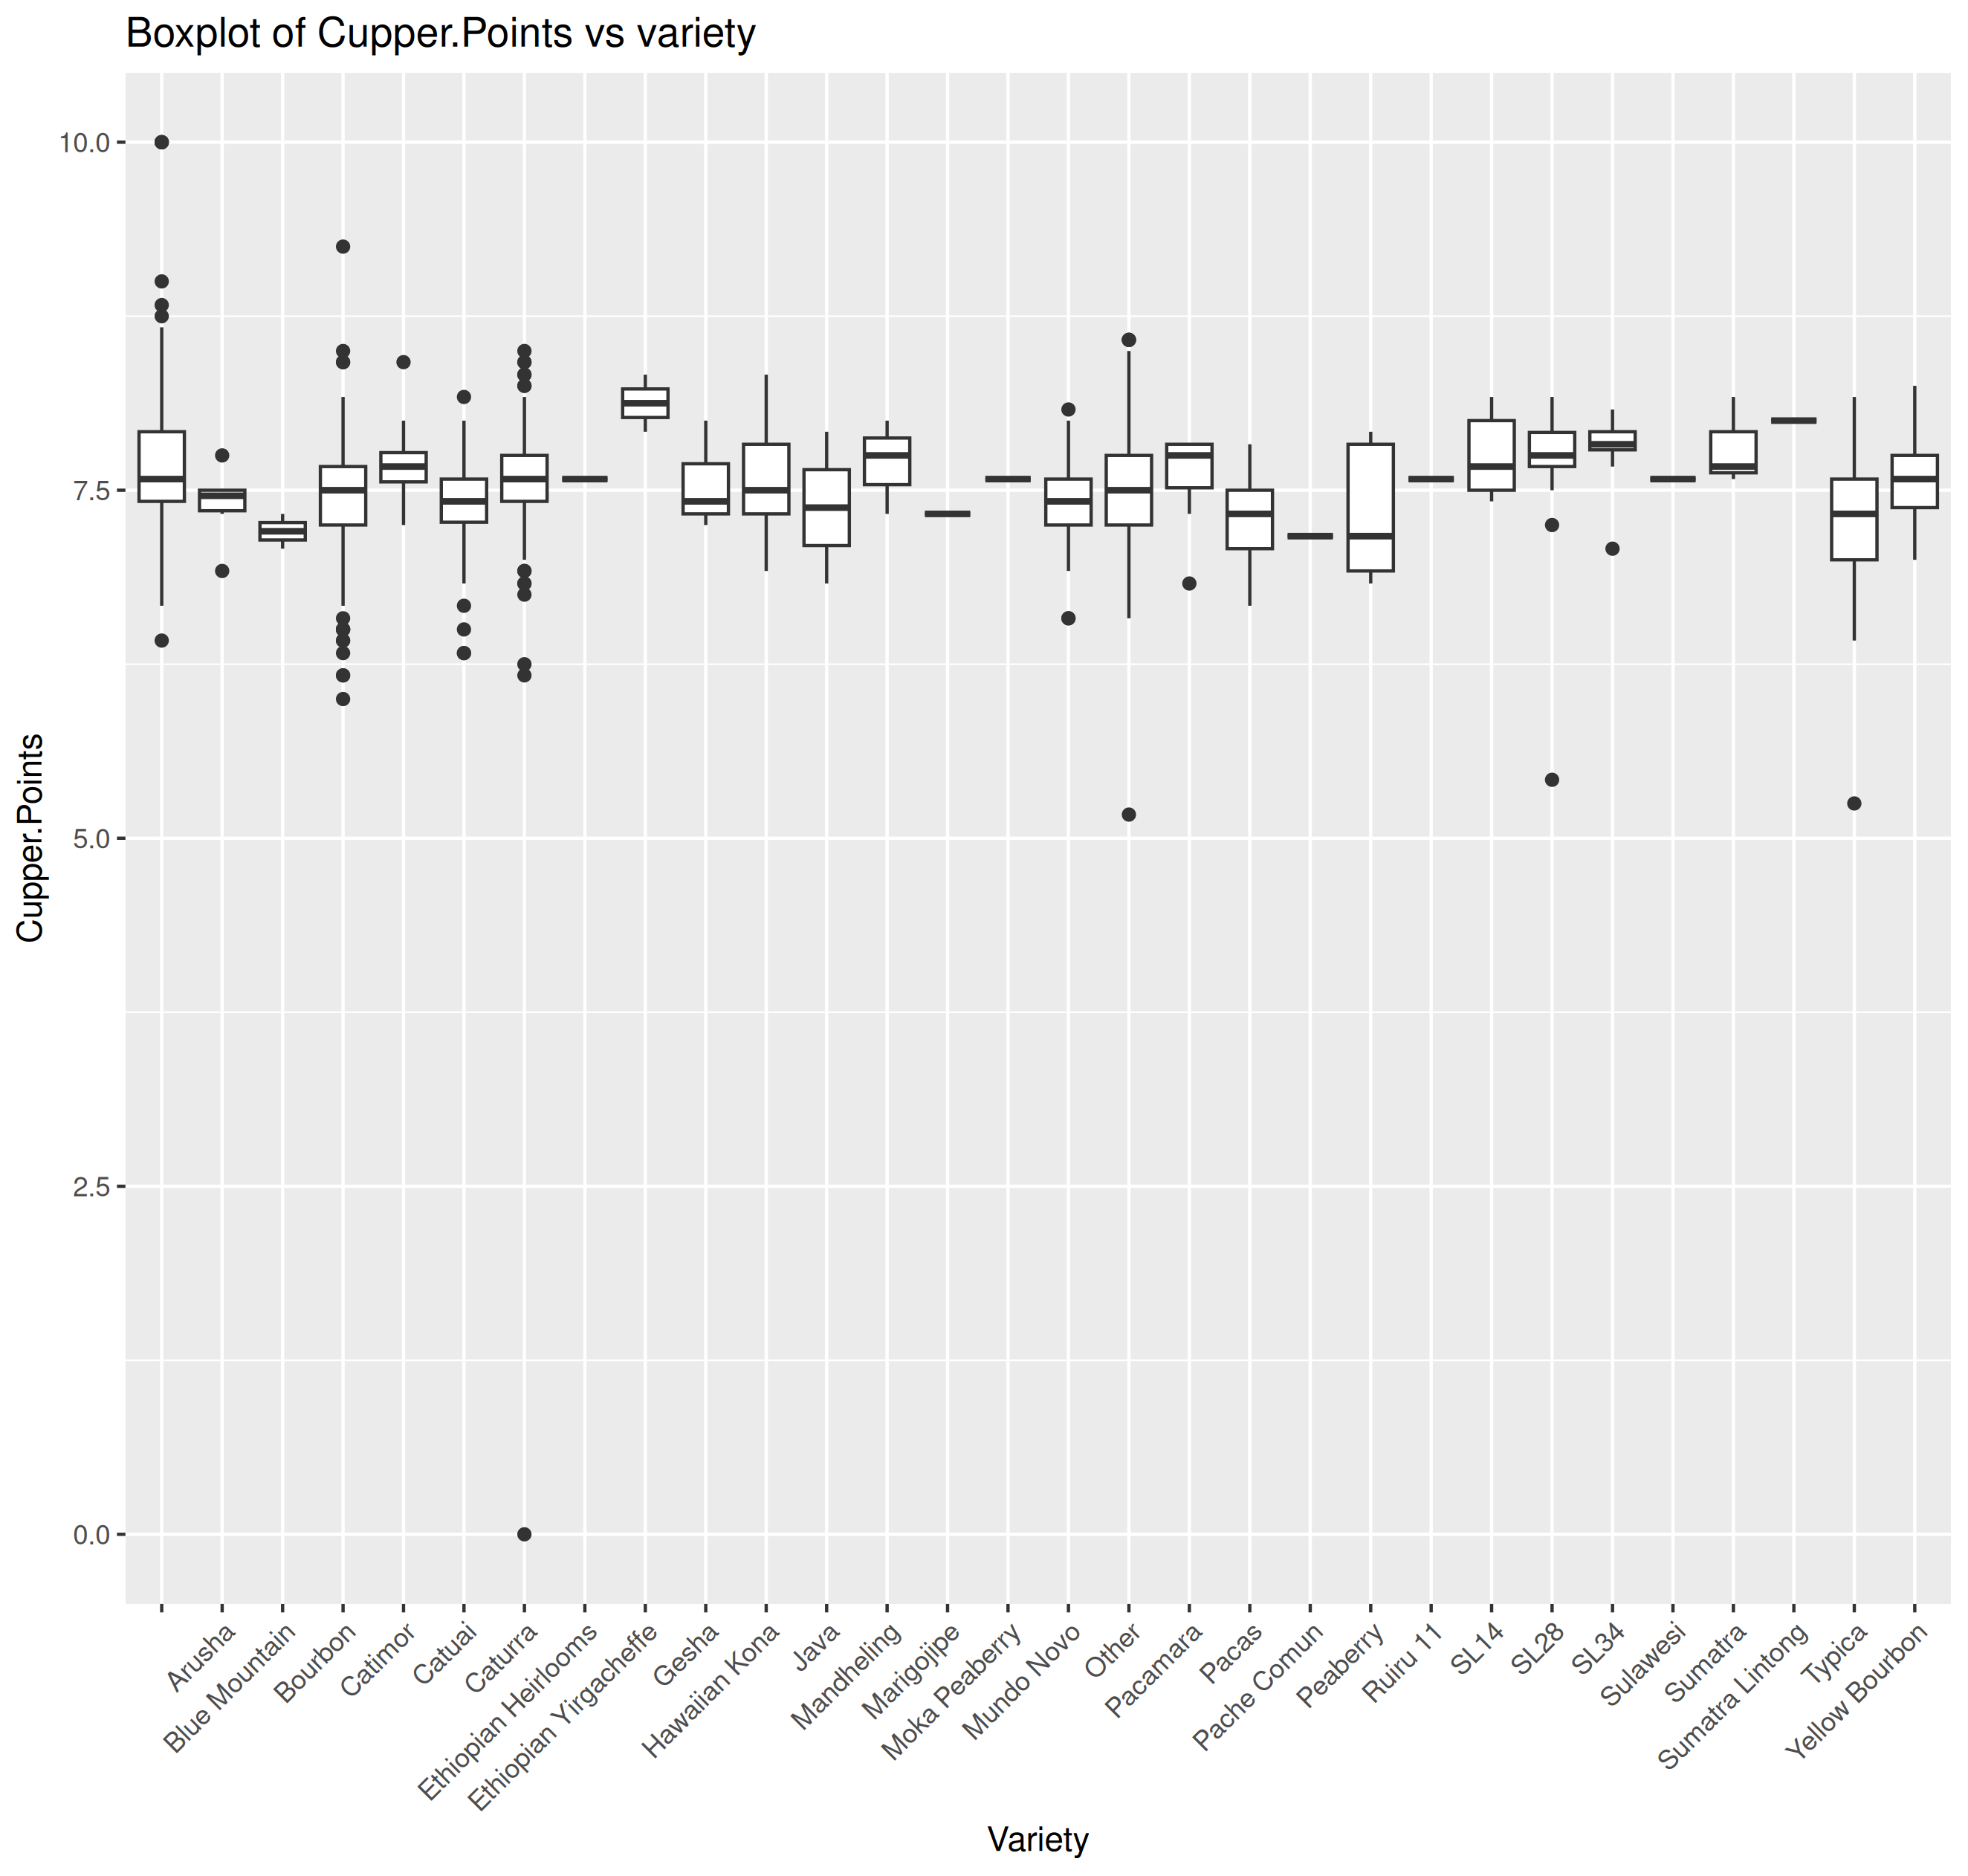 Boxplot of Cupper.Points vs variety
10.0
7.5
5.0
2.5
0.0
Cupper.Points
Arusha
Blue Mountain
Bourbon
Catimor
Catuai
Caturra
Ethiopian Heirlooms
Ethiopian Yirgacheffe
Gesha
Hawaiian Kona
Java
Mandheling
Marigojipe
Moka Peaberry
Mundo Novo
Other
Pacamara
Pacas
Pache Comun
Peaberry
Ruiru 11
SL14
SL28
SL34
Sulawesi
Sumatra
Sumatra Lintong
Typica
Yellow Bourbon
Variety